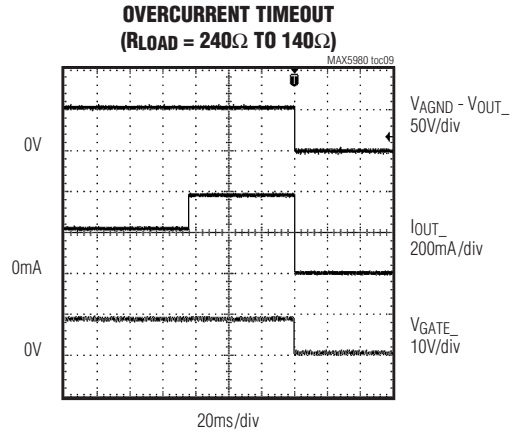 OVERCURRENT TIMEOUT
(RLOAD = 240Ω TO 140Ω)
MAX5980 toc09
VAGND - VOUT_
50V/div
0V
IOUT_
200mA/div
0mA
VGATE_
10V/div
0V
20ms/div